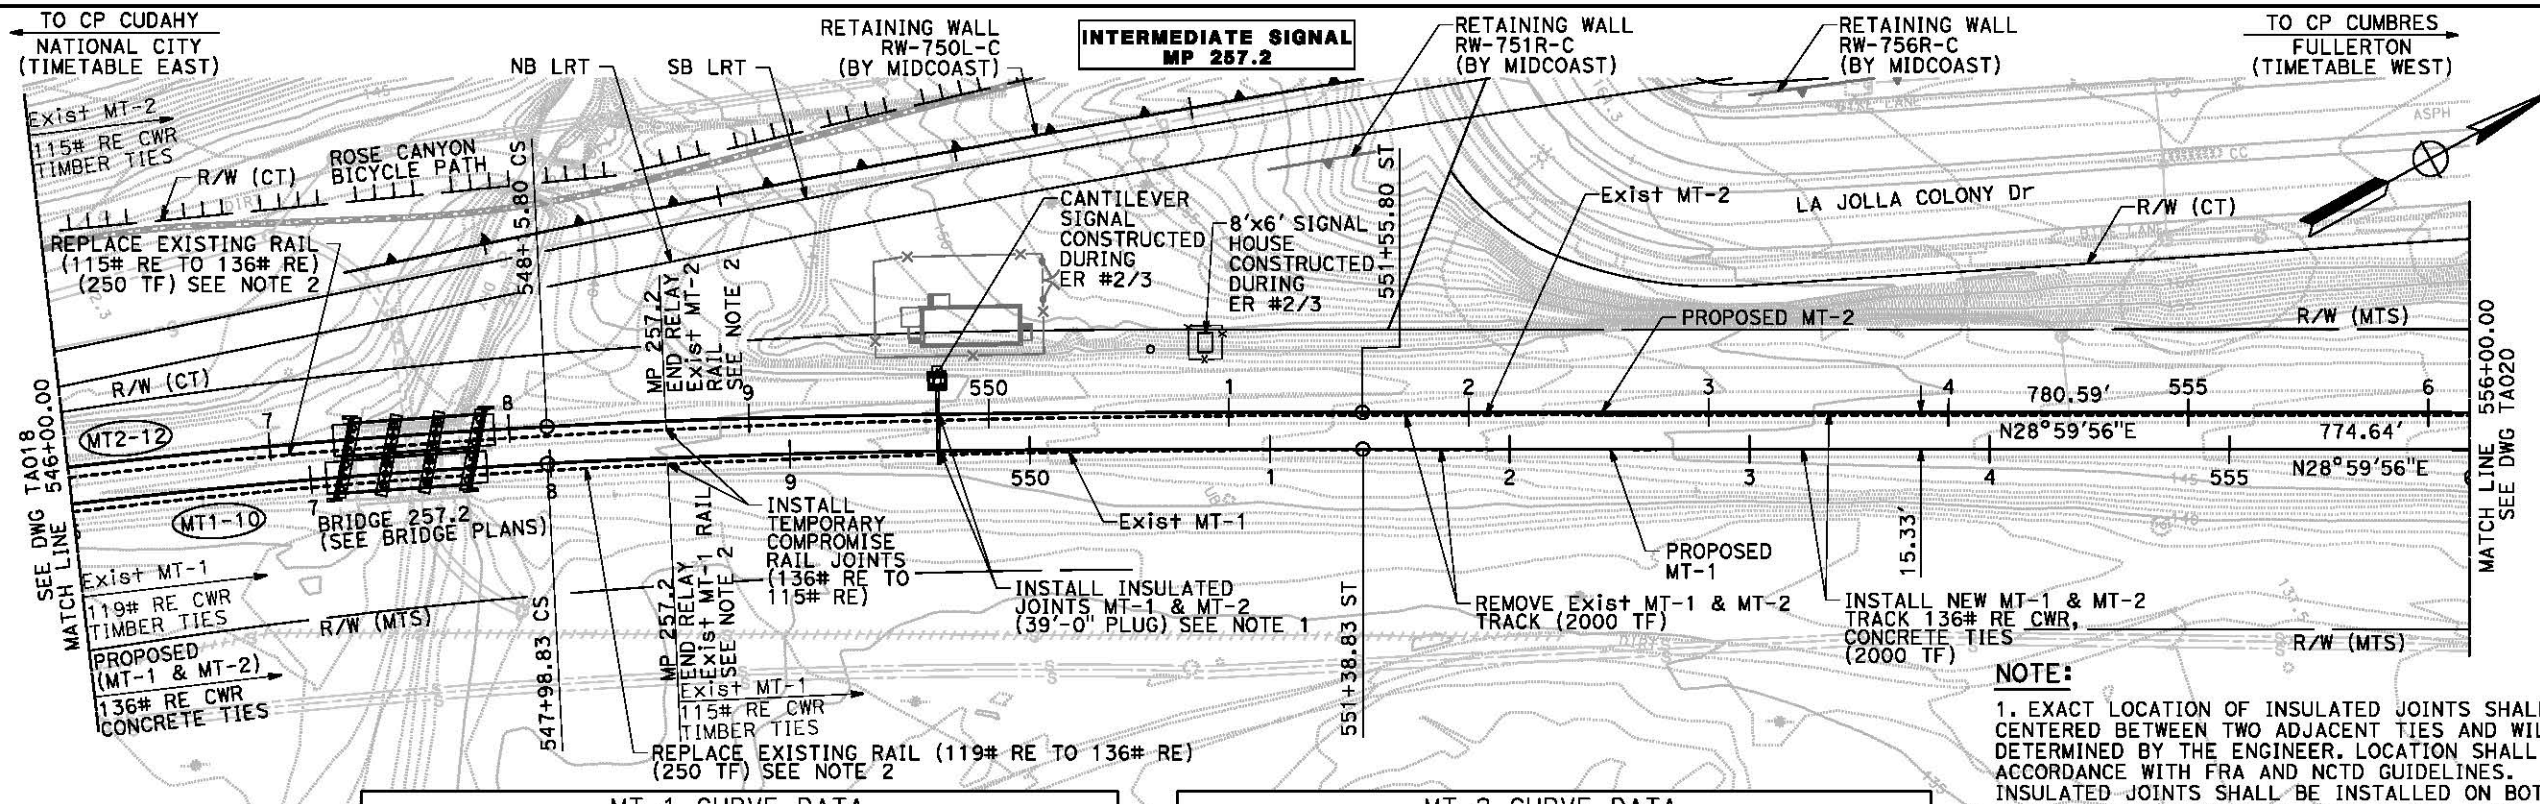 TO CP CUDAHY
NATIONAL CITY
(TIMETABLE EAST)
RETAINING WALL
RW-750L-C
(BY MIDCOAST)
INTERMEDIATE SIGNAL
MP 257.2
RETAINING WALL
RW-751R-C
(BY MIDCOAST)
RETAINING WALL
RW-756R-C
(BY MIDCOAST)
TO CP CUMBRES
FULLERTON
(TIMETABLE WEST)
NB LRT
SB LRT
Exist MT-2
115# RE CWR
TIMBER TIES
R/W (CT)
ROSE CANYON
BICYCLE PATH
REPLACE EXISTING RAIL
(115# RE TO 136# RE)
(250 TF) SEE NOTE 2
MP 257.2
END RELAY
Exist MT-2
RAIL
SEE NOTE 2
CANTILEVER
SIGNAL
CONSTRUCTED
DURING
ER #2/3
8'x6' SIGNAL
HOUSE
CONSTRUCTED
DURING
ER #2/3
551+55.80 ST
Exist MT-2
LA JOLLA COLONY Dr
BIKE LANE
ASPH
CC
R/W (CT)
PROPOSED MT-2
R/W (MTS)
R/W (CT)
SEE DWG TA018
MATCH LINE 546+00.00
MT2-12
7
8
9
550
1
2
3
4
780.59'
555
6
N28°59'56"E
774.64'
N28°59'56"E
MATCH LINE 556+00.00
SEE DWG TA020
MT1-10
7
8
9
550
1
2
3
4
555
BRIDGE 257.2
(SEE BRIDGE PLANS)
Exist MT-1
119# RE CWR
TIMBER TIES
PROPOSED
(MT-1 & MT-2)
136# RE CWR
CONCRETE TIES
R/W (MTS)
547+98.83 CS
MP 257.2
END RELAY
Exist MT-1 RAIL
SEE NOTE 2
Exist MT-1
115# RE CWR
TIMBER TIES
REPLACE EXISTING RAIL (119# RE TO 136# RE)
(250 TF) SEE NOTE 2
INSTALL
TEMPORARY
COMPROMISE
RAIL JOINTS
(136# RE TO
115# RE)
Exist MT-1
INSTALL INSULATED
JOINTS MT-1 & MT-2
(39'-0" PLUG) SEE NOTE 1
551+38.83 ST
REMOVE Exist MT-1 & MT-2
TRACK (2000 TF)
PROPOSED
MT-1
15.33'
INSTALL NEW MT-1 & MT-2
TRACK 136# RE CWR,
CONCRETE TIES
(2000 TF)
R/W (MTS)
NOTE:
1. EXACT LOCATION OF INSULATED JOINTS SHALL
CENTERED BETWEEN TWO ADJACENT TIES AND WIL
DETERMINED BY THE ENGINEER. LOCATION SHALL
ACCORDANCE WITH FRA AND NCTD GUIDELINES.
INSULATED JOINTS SHALL BE INSTALLED ON BOT
MT-1 CURVE DATA
MT-2 CURVE DATA